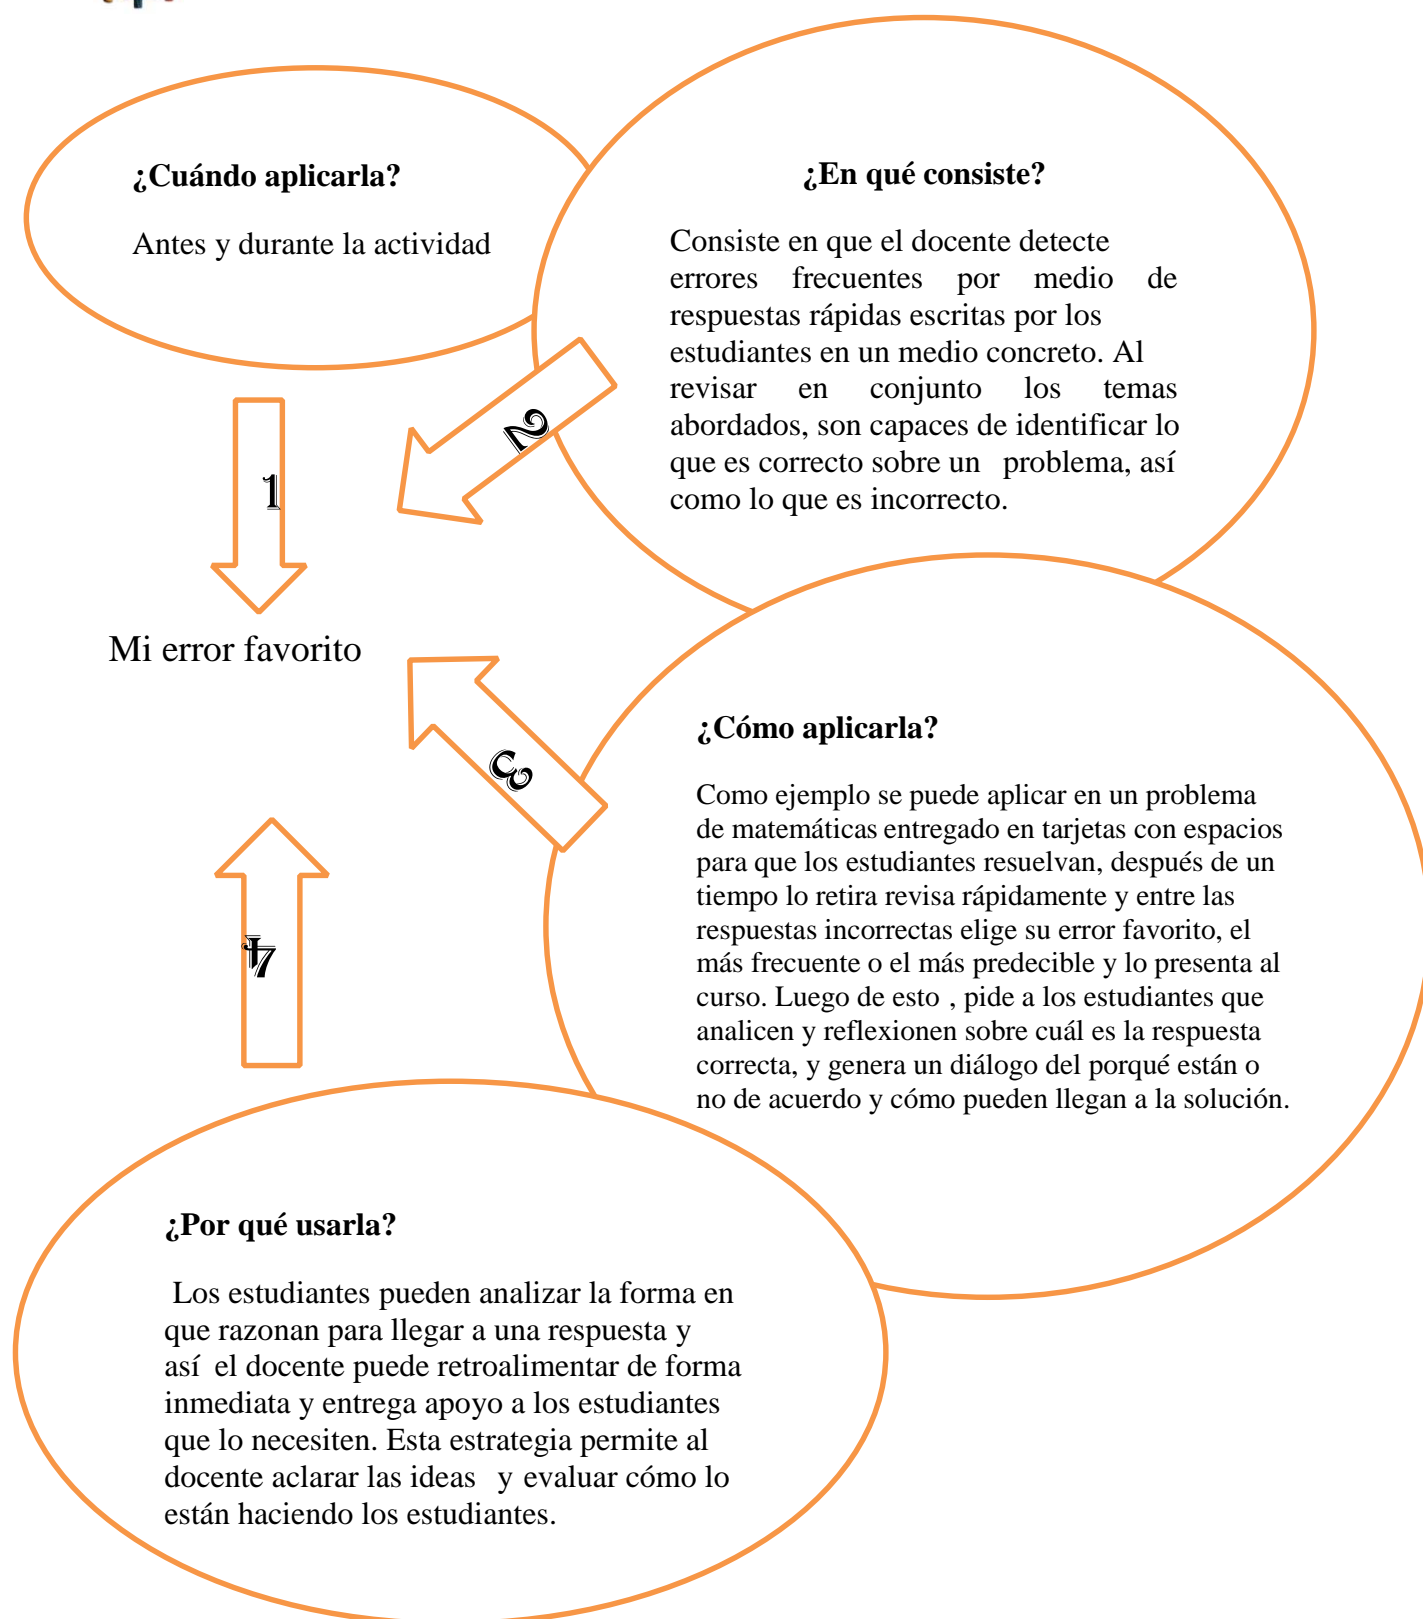 ¿Cuándo aplicarla?
Antes y durante la actividad
¿En qué consiste?
Consiste en que el docente detecte
errores frecuentes por medio de
respuestas rápidas escritas por los
estudiantes en un medio concreto. Al
revisar en conjunto los temas
abordados, son capaces de identificar lo
que es correcto sobre un problema, así
como lo que es incorrecto.
1
2
Mi error favorito
3
¿Cómo aplicarla?
Como ejemplo se puede aplicar en un problema
de matemáticas entregado en tarjetas con espacios
para que los estudiantes resuelvan, después de un
tiempo lo retira revisa rápidamente y entre las
respuestas incorrectas elige su error favorito, el
más frecuente o el más predecible y lo presenta al
curso. Luego de esto , pide a los estudiantes que
analicen y reflexionen sobre cuál es la respuesta
correcta, y genera un diálogo del porqué están o
no de acuerdo y cómo pueden llegan a la solución.
4
¿Por qué usarla?
Los estudiantes pueden analizar la forma en
que razonan para llegar a una respuesta y
así el docente puede retroalimentar de forma
inmediata y entrega apoyo a los estudiantes
que lo necesiten. Esta estrategia permite al
docente aclarar las ideas y evaluar cómo lo
están haciendo los estudiantes.